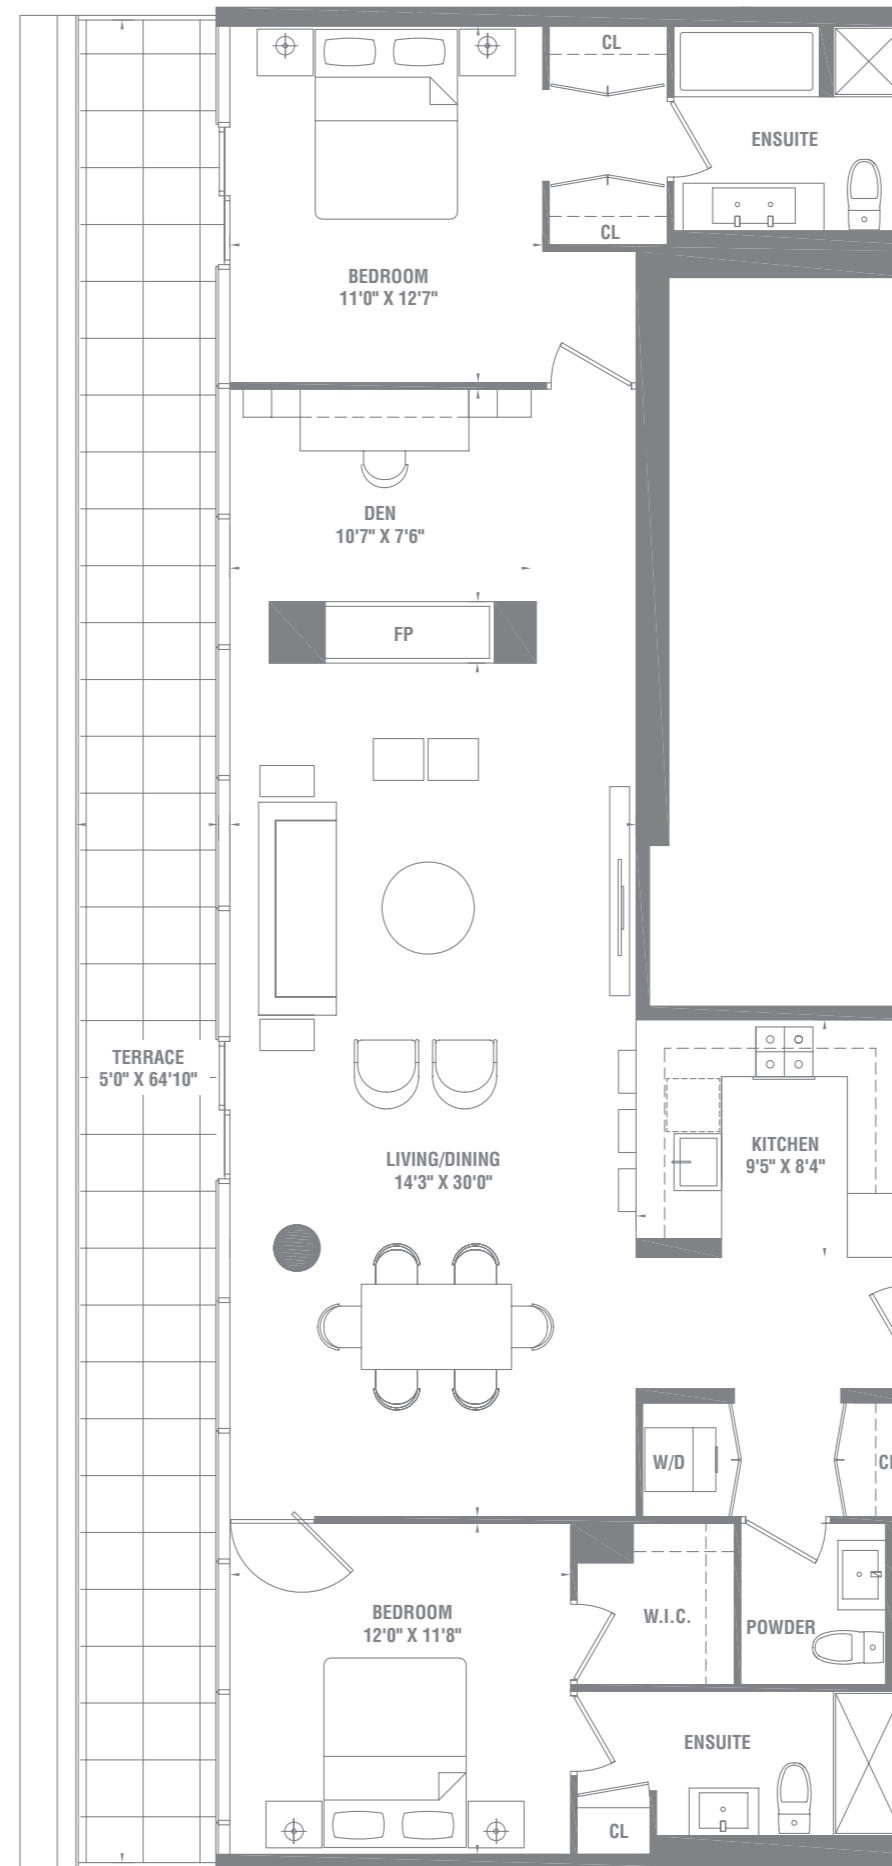 CL
ENSUITE
CL
BEDROOM
11'0" X 12'7"
DEN
10'7" X 7'6"
FP
TERRACE
5'0" X 64'10"
KITCHEN
9'5" X 8'4"
LIVING/DINING
14'3" X 30'0"
W/D
BEDROOM
12'0" X 11'8"
W.I.C.
POWDER
ENSUITE
CL